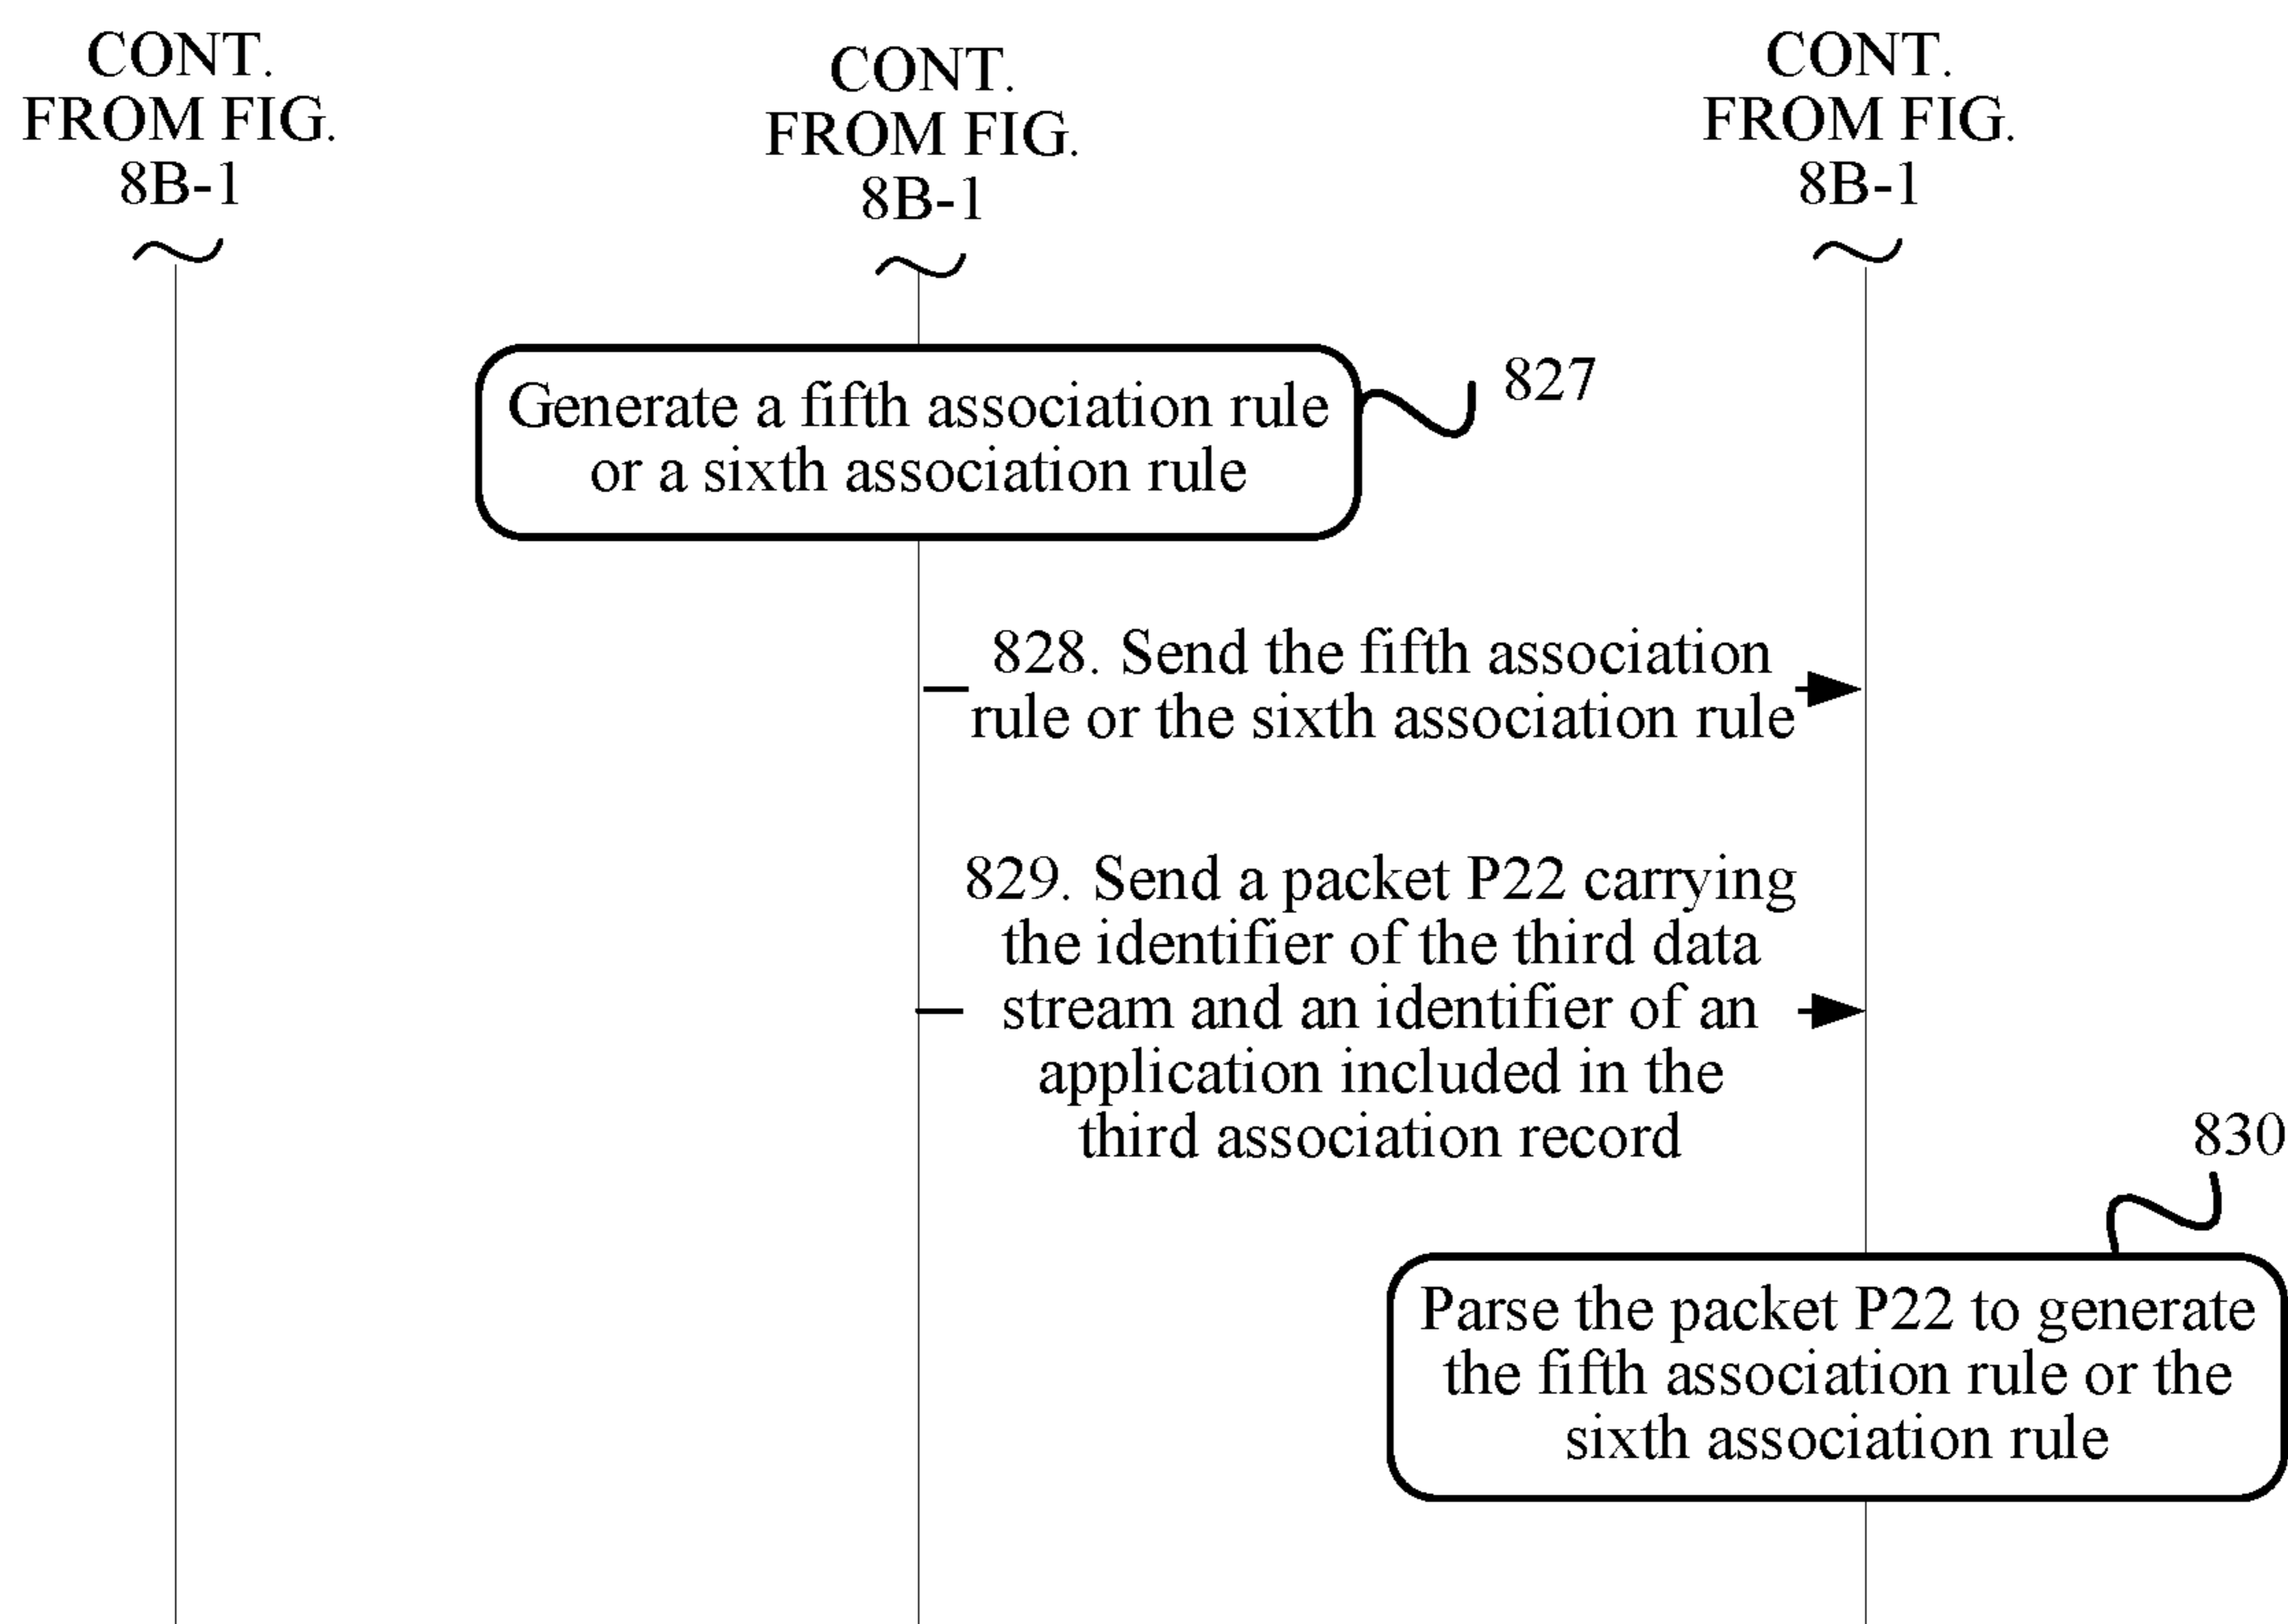 CONT.
FROM FIG.
8B-1
CONT.
FROM FIG.
8B-1
CONT.
FROM FIG.
8B-1
Generate a fifth association rule
or a sixth association rule
827
828. Send the fifth association
rule or the sixth association rule
829. Send a packet P22 carrying
the identifier of the third data
stream and an identifier of an
application included in the
third association record
830
Parse the packet P22 to generate
the fifth association rule or the
sixth association rule